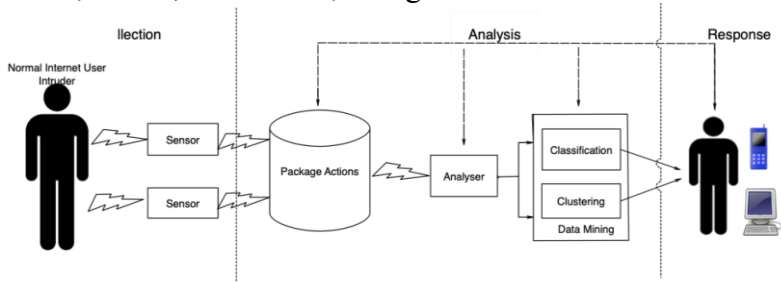 llection
Analysis
Response
Normal Internet User
Intruder
Sensor
Sensor
Package Actions
Analyser
Classification
Clustering
Data Mining